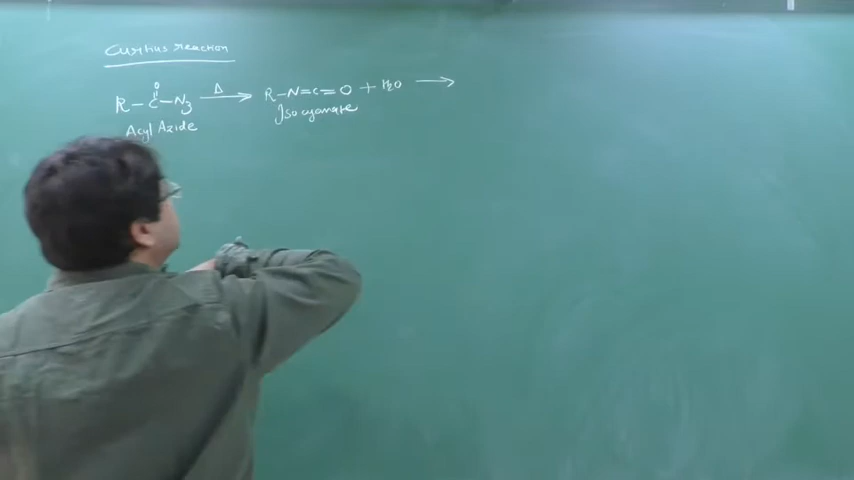 Curtius reaction
O
R-C-N3 Δ→ R-N=C=O + H2O →
Acyl Azide Isocyanate